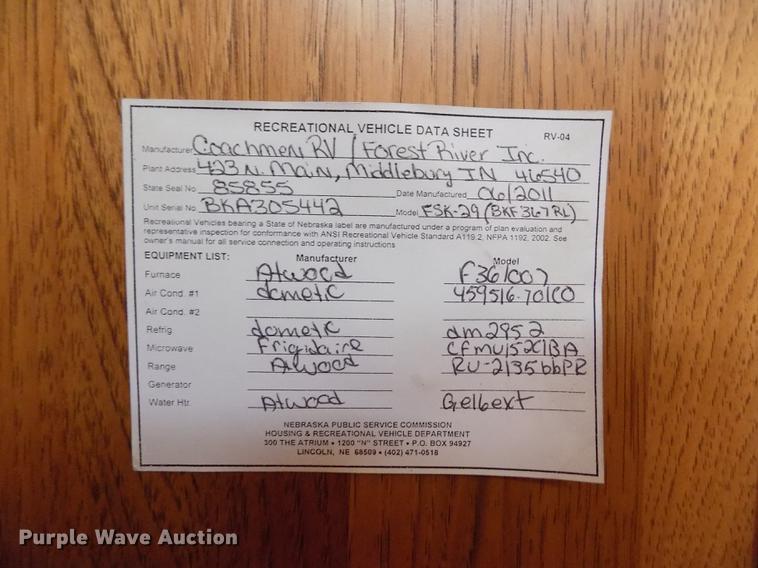 RECREATIONAL VEHICLE DATA SHEET RV-04
Manufacturer Coachmen RV / Forest River Inc.
Plant Address 423 N. Main, Middlebury IN 46540
State Seal No. 85855 Date Manufactured 06/2011
Unit Serial No. BKA305442 Model FSK-29 (BKF367RL)
Recreational Vehicles bearing a State of Nebraska label are manufactured under a program of plan evaluation and
representative inspection for conformance with ANSI Recreational Vehicle Standard A119.2, NFPA 1192, 2002. See
owner's manual for all service connection and operating instructions
EQUIPMENT LIST: Manufacturer Model
Furnace Atwood F361007
Air Cond. #1 dometic 459516.701C0
Air Cond. #2
Refrig dometic dm2952
Microwave Frigidaire CFMV152CIBA
Range Atwood RV-2135bbPR
Generator
Water Htr. Atwood Ge16ext
NEBRASKA PUBLIC SERVICE COMMISSION
HOUSING & RECREATIONAL VEHICLE DEPARTMENT
300 THE ATRIUM • 1200 "N" STREET • P.O. BOX 94927
LINCOLN, NE 68509 • (402) 471-0518
Purple Wave Auction